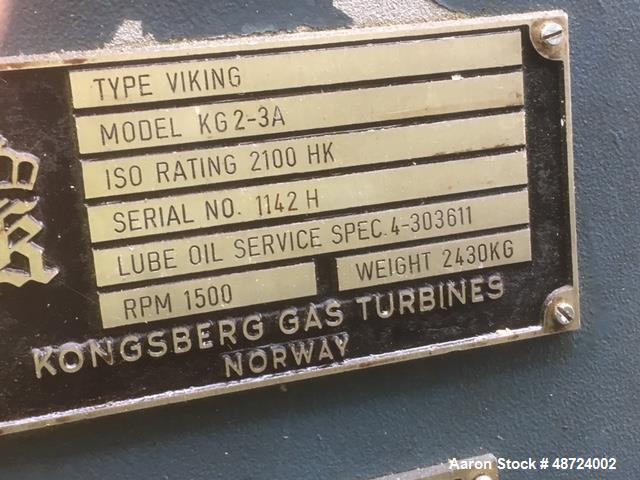 TYPE VIKING
MODEL KG2-3A
ISO RATING 2100 HK
SERIAL NO. 1142 H
LUBE OIL SERVICE SPEC.4-303611
RPM 1500 WEIGHT 2430KG
KONGSBERG GAS TURBINES
NORWAY
Aaron Stock # 48724002